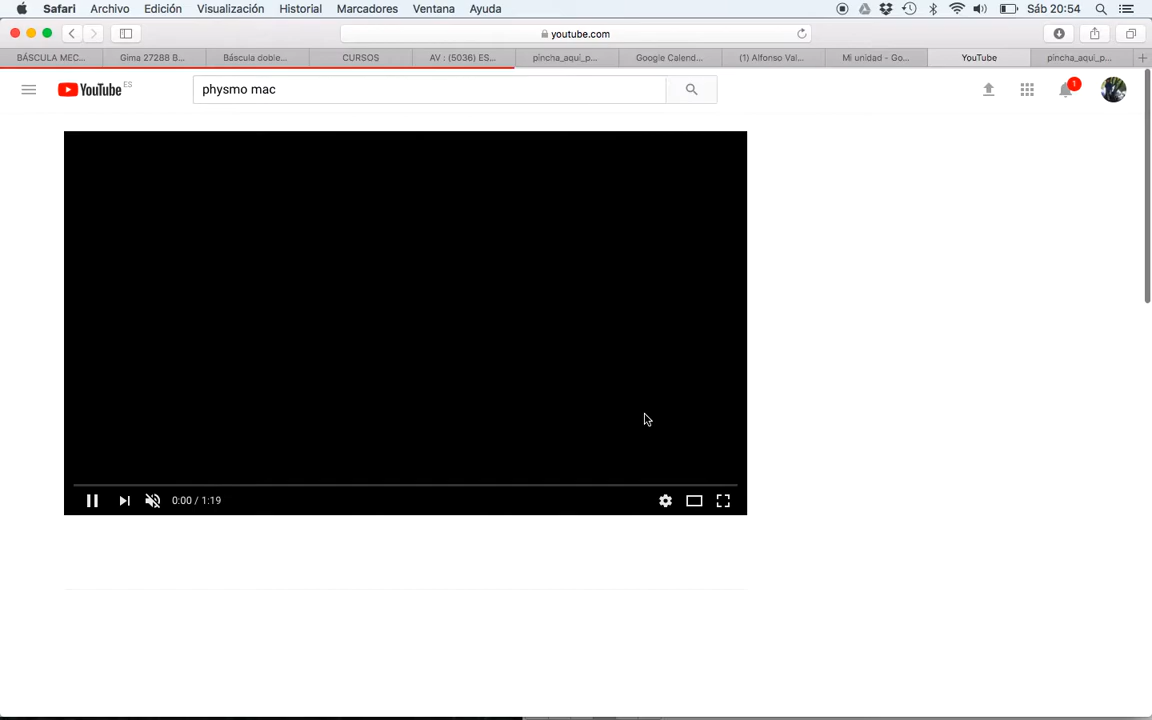 Safari Archivo Edición Visualización Historial Marcadores Ventana Ayuda Sáb 20:54
youtube.com
BÁSCULA MEC... Gima 27288 B... Báscula doble... CURSOS AV : (5036) ES... pincha_aquí_p... Google Calend... (1) Alfonso Val... Mi unidad - Go... YouTube pincha_aquí_p...
YouTube ES physmo mac 1
0:00 / 1:19